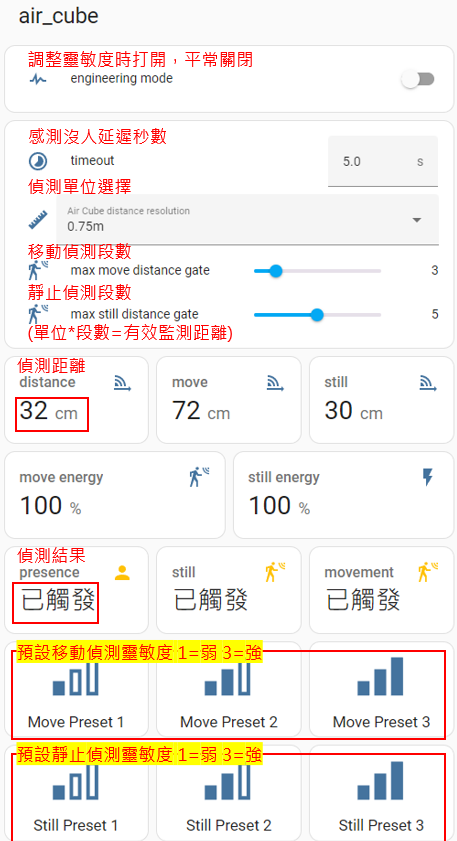 air_cube
調整靈敏度時打開，平常關閉
engineering mode
感測沒人延遲秒數
timeout
5.0 s
偵測單位選擇
Air Cube distance resolution
0.75m
移動偵測段數
max move distance gate 3
靜止偵測段數
max still distance gate 5
(單位*段數=有效監測距離)
偵測距離
distance
32 cm
move
72 cm
still
30 cm
move energy
100 %
still energy
100 %
偵測結果
presence
已觸發
still
已觸發
movement
已觸發
預設移動偵測靈敏度 1=弱 3=強
Move Preset 1
Move Preset 2
Move Preset 3
預設靜止偵測靈敏度 1=弱 3=強
Still Preset 1
Still Preset 2
Still Preset 3